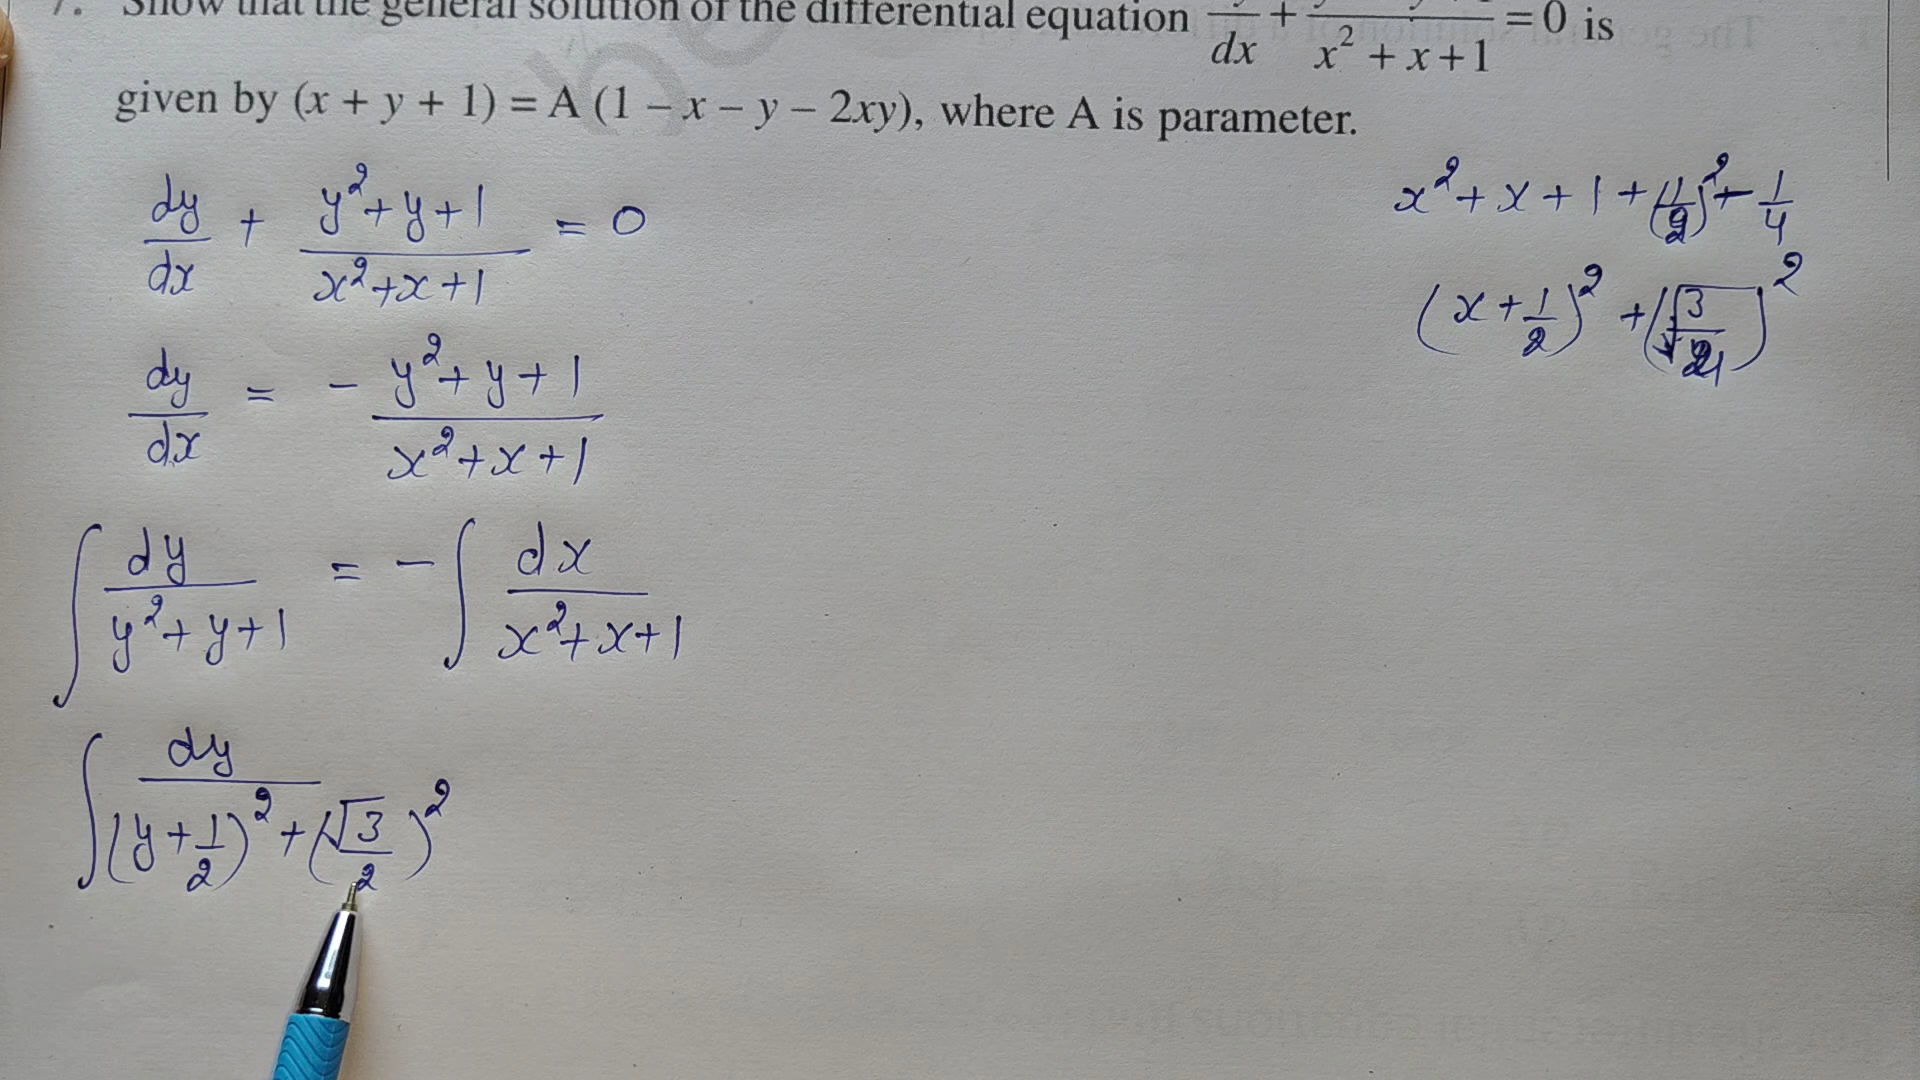 7. Show that the general solution of the differential equation dy/dx + (y² + y + 1)/(x² + x + 1) = 0 is
given by (x + y + 1) = A (1 – x – y – 2xy), where A is parameter.
dy/dx + (y²+y+1)/(x²+x+1) = 0
dy/dx = - (y²+y+1)/(x²+x+1)
∫ dy/(y²+y+1) = -∫ dx/(x²+x+1)
∫ dy/((y+1/2)²+(√3/2)²)
x²+x+1+(1/2)²-1/4
(x+1/2)²+(√3/2)²